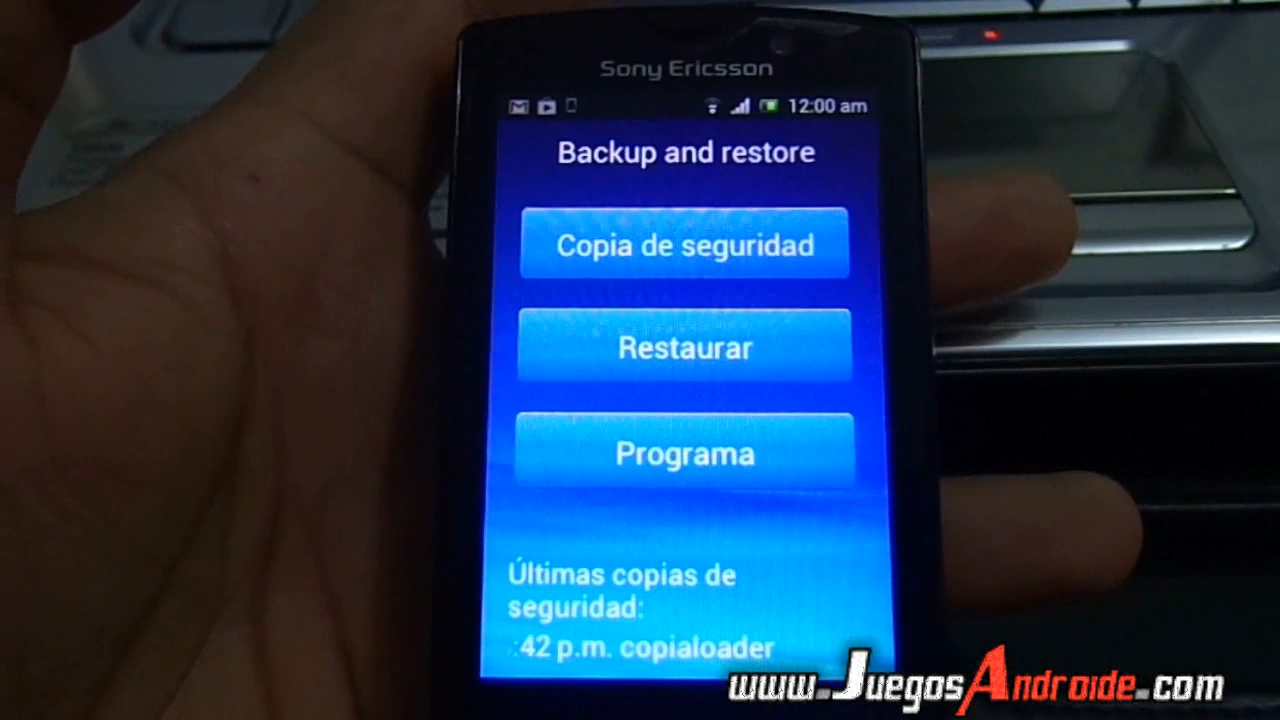 Sony Ericsson
12:00 am
Backup and restore
Copia de seguridad
Restaurar
Programa
Últimas copias de
seguridad:
:42 p.m. copialoader
www.JuegosAndroide.com